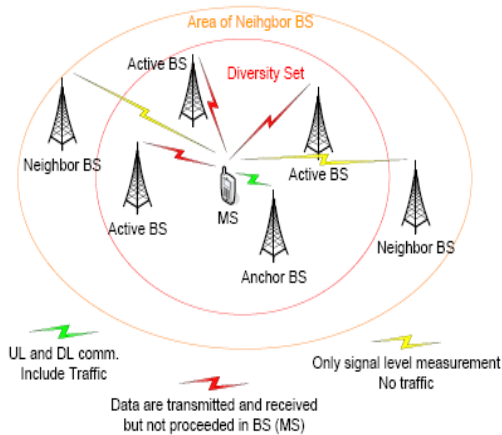 Area of Neihgbor BS
Active BS
Diversity Set
Neighbor BS
Active BS
Active BS
MS
Neighbor BS
Anchor BS
UL and DL comm.
Include Traffic
Only signal level measurement
No traffic
Data are transmitted and received
but not proceeded in BS (MS)